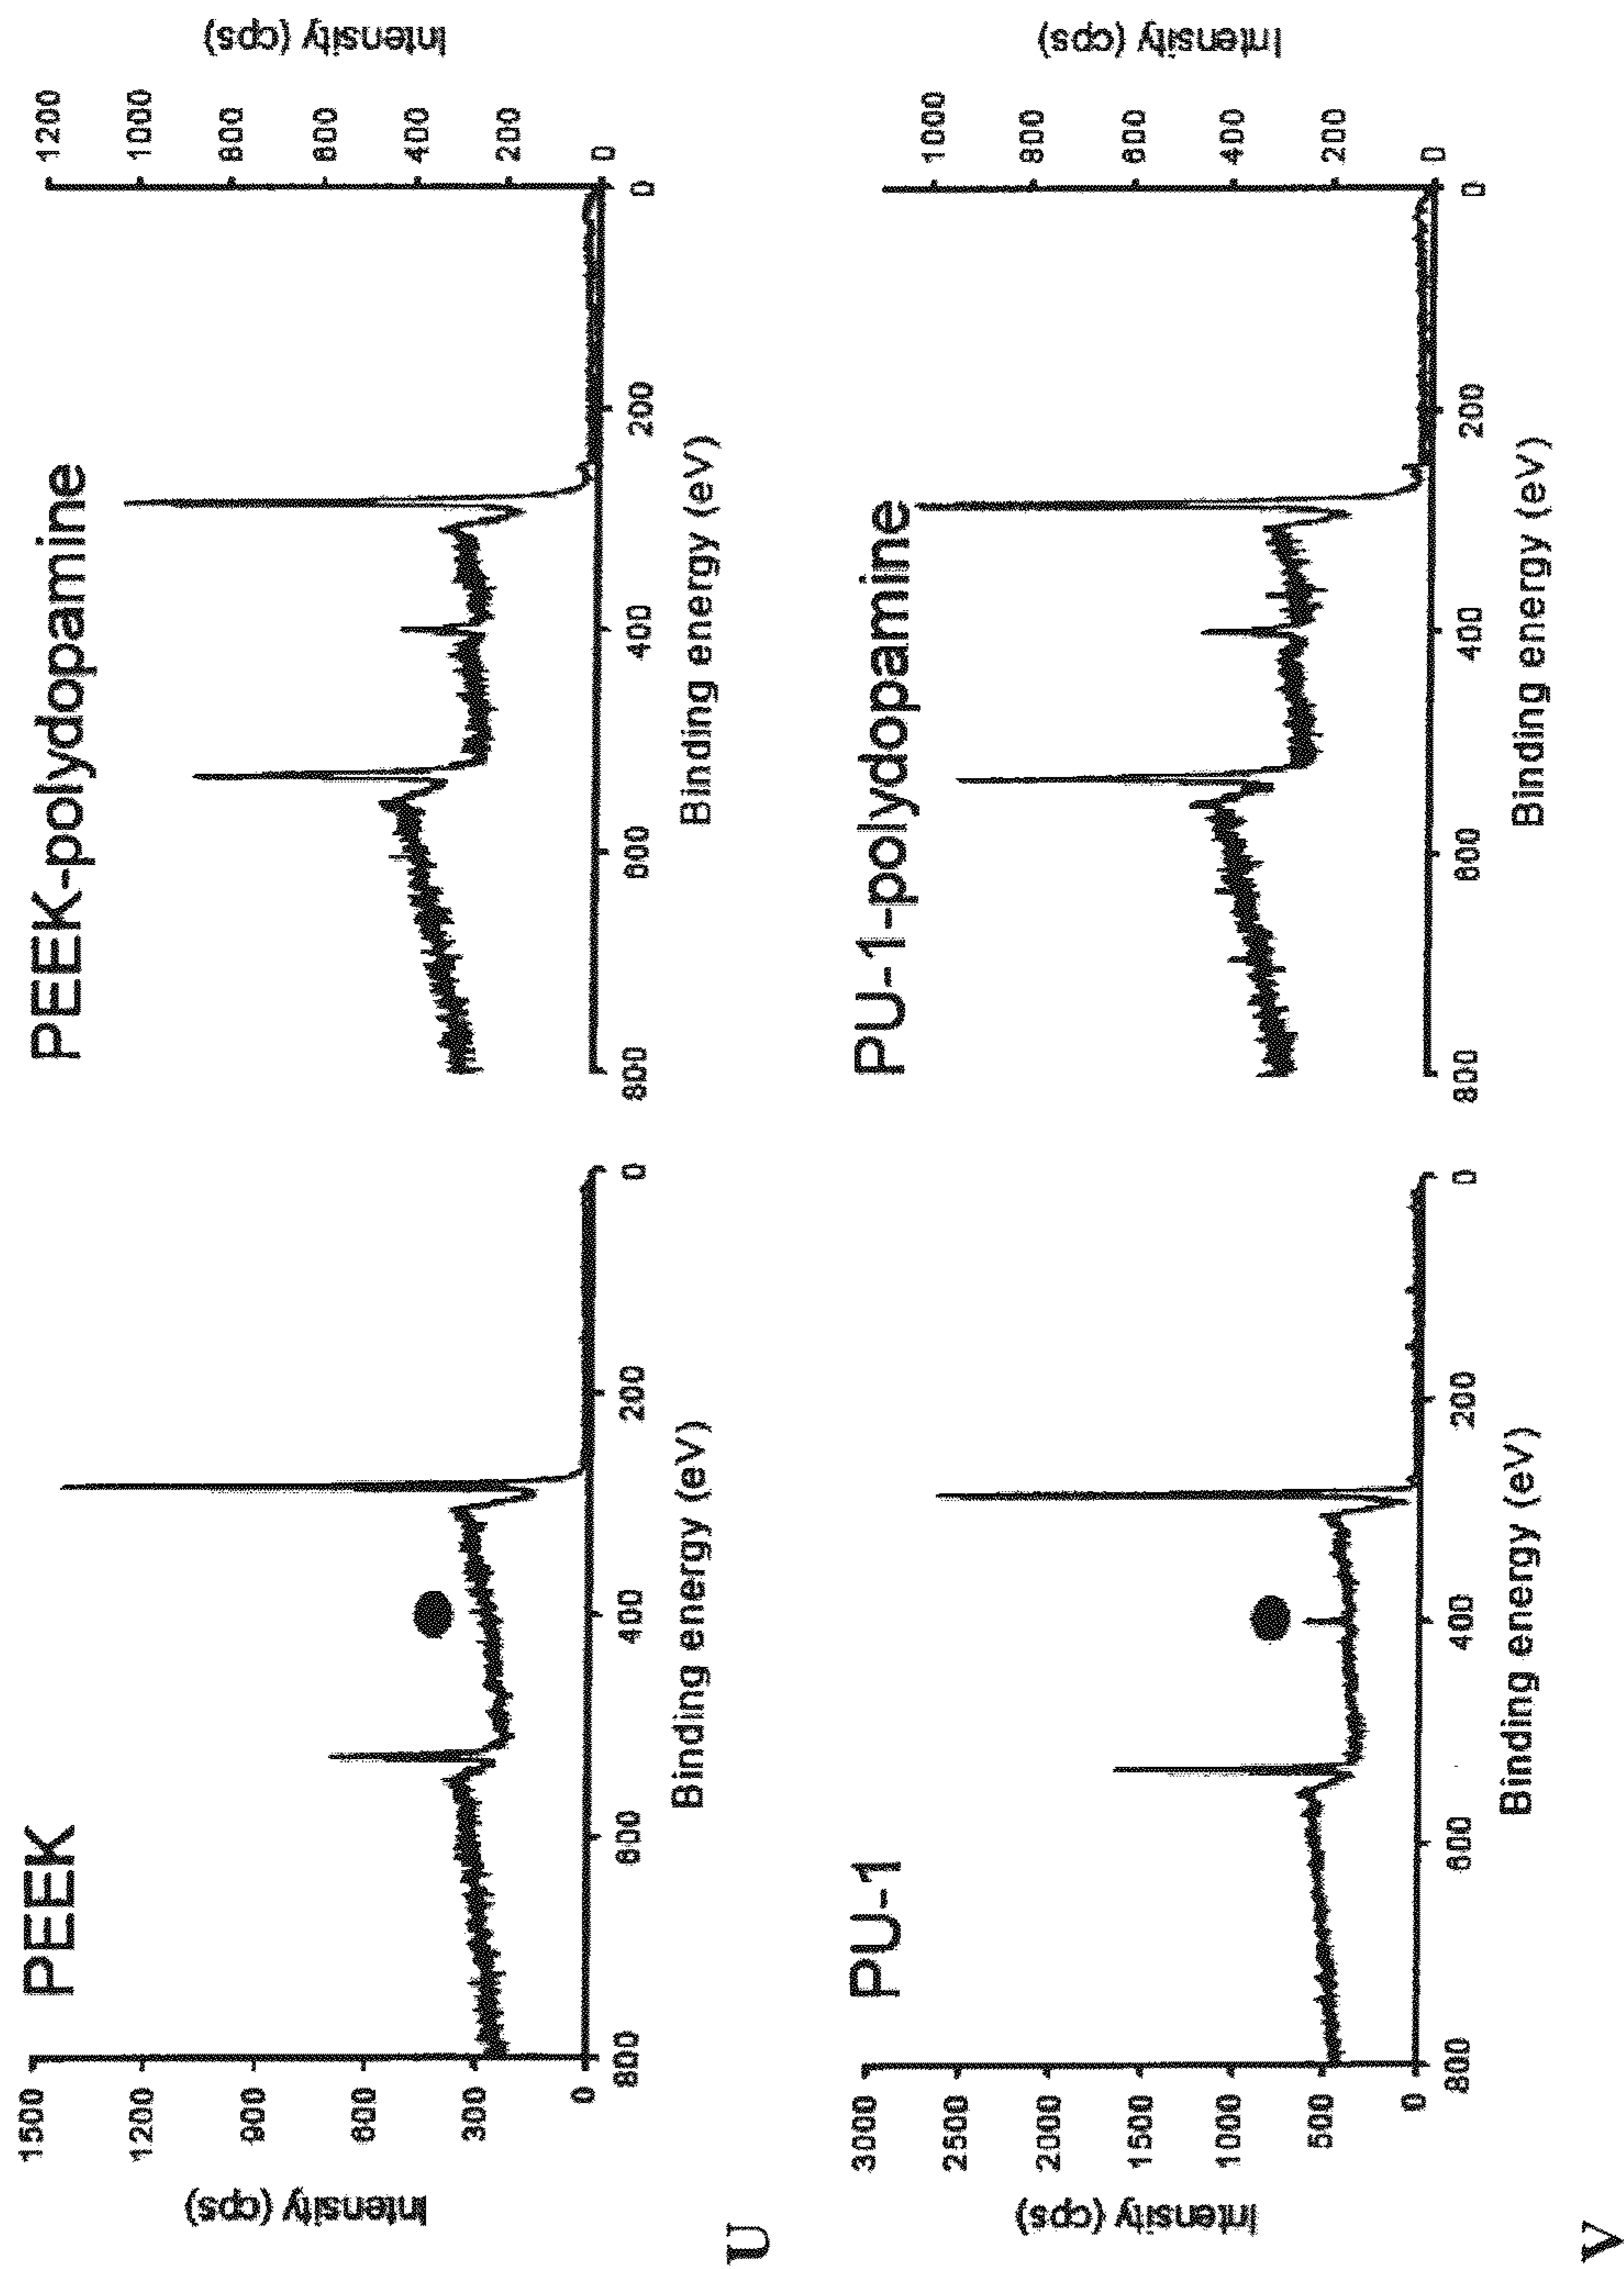 PEEK
Intensity (cps)
1500
1200
900
600
300
0
800 600 400 200 0
Binding energy (eV)
PEEK-polydopamine
Intensity (cps)
1200
1000
800
600
400
200
0
800 600 400 200 0
Binding energy (eV)
U
PU-1
Intensity (cps)
3000
2500
2000
1500
1000
500
0
800 600 400 200 0
Binding energy (eV)
PU-1-polydopamine
Intensity (cps)
1000
800
600
400
200
0
800 600 400 200 0
Binding energy (eV)
V